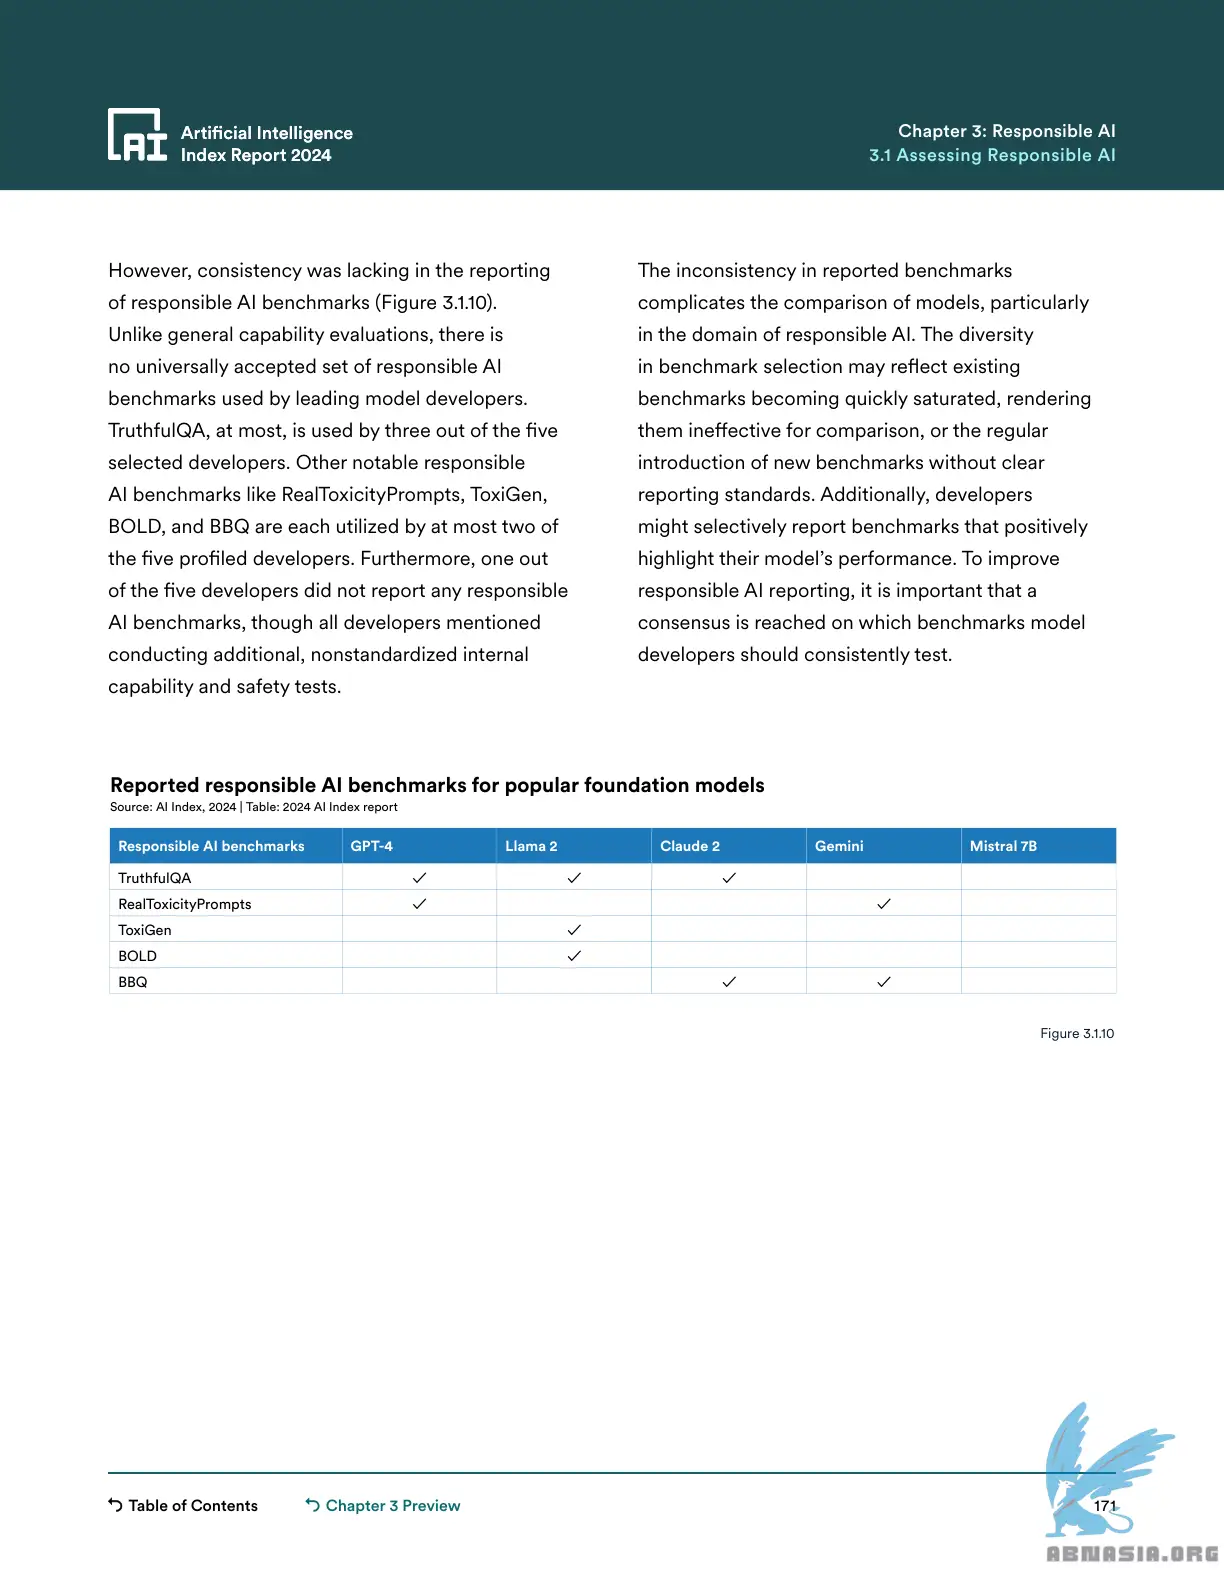 Artificial Intelligence
Index Report 2024
Chapter 3: Responsible AI
3.1 Assessing Responsible AI
However, consistency was lacking in the reporting
of responsible AI benchmarks (Figure 3.1.10).
Unlike general capability evaluations, there is
no universally accepted set of responsible AI
benchmarks used by leading model developers.
TruthfulQA, at most, is used by three out of the five
selected developers. Other notable responsible
AI benchmarks like RealToxicityPrompts, ToxiGen,
BOLD, and BBQ are each utilized by at most two of
the five profiled developers. Furthermore, one out
of the five developers did not report any responsible
AI benchmarks, though all developers mentioned
conducting additional, nonstandardized internal
capability and safety tests.
The inconsistency in reported benchmarks
complicates the comparison of models, particularly
in the domain of responsible AI. The diversity
in benchmark selection may reflect existing
benchmarks becoming quickly saturated, rendering
them ineffective for comparison, or the regular
introduction of new benchmarks without clear
reporting standards. Additionally, developers
might selectively report benchmarks that positively
highlight their model’s performance. To improve
responsible AI reporting, it is important that a
consensus is reached on which benchmarks model
developers should consistently test.
Reported responsible AI benchmarks for popular foundation models
Source: AI Index, 2024 | Table: 2024 AI Index report
Responsible AI benchmarks GPT-4 Llama 2 Claude 2 Gemini Mistral 7B
TruthfulQA ✓ ✓ ✓
RealToxicityPrompts ✓ ✓
ToxiGen ✓
BOLD ✓
BBQ ✓ ✓
Figure 3.1.10
Table of Contents Chapter 3 Preview 171
ABNASIA.ORG